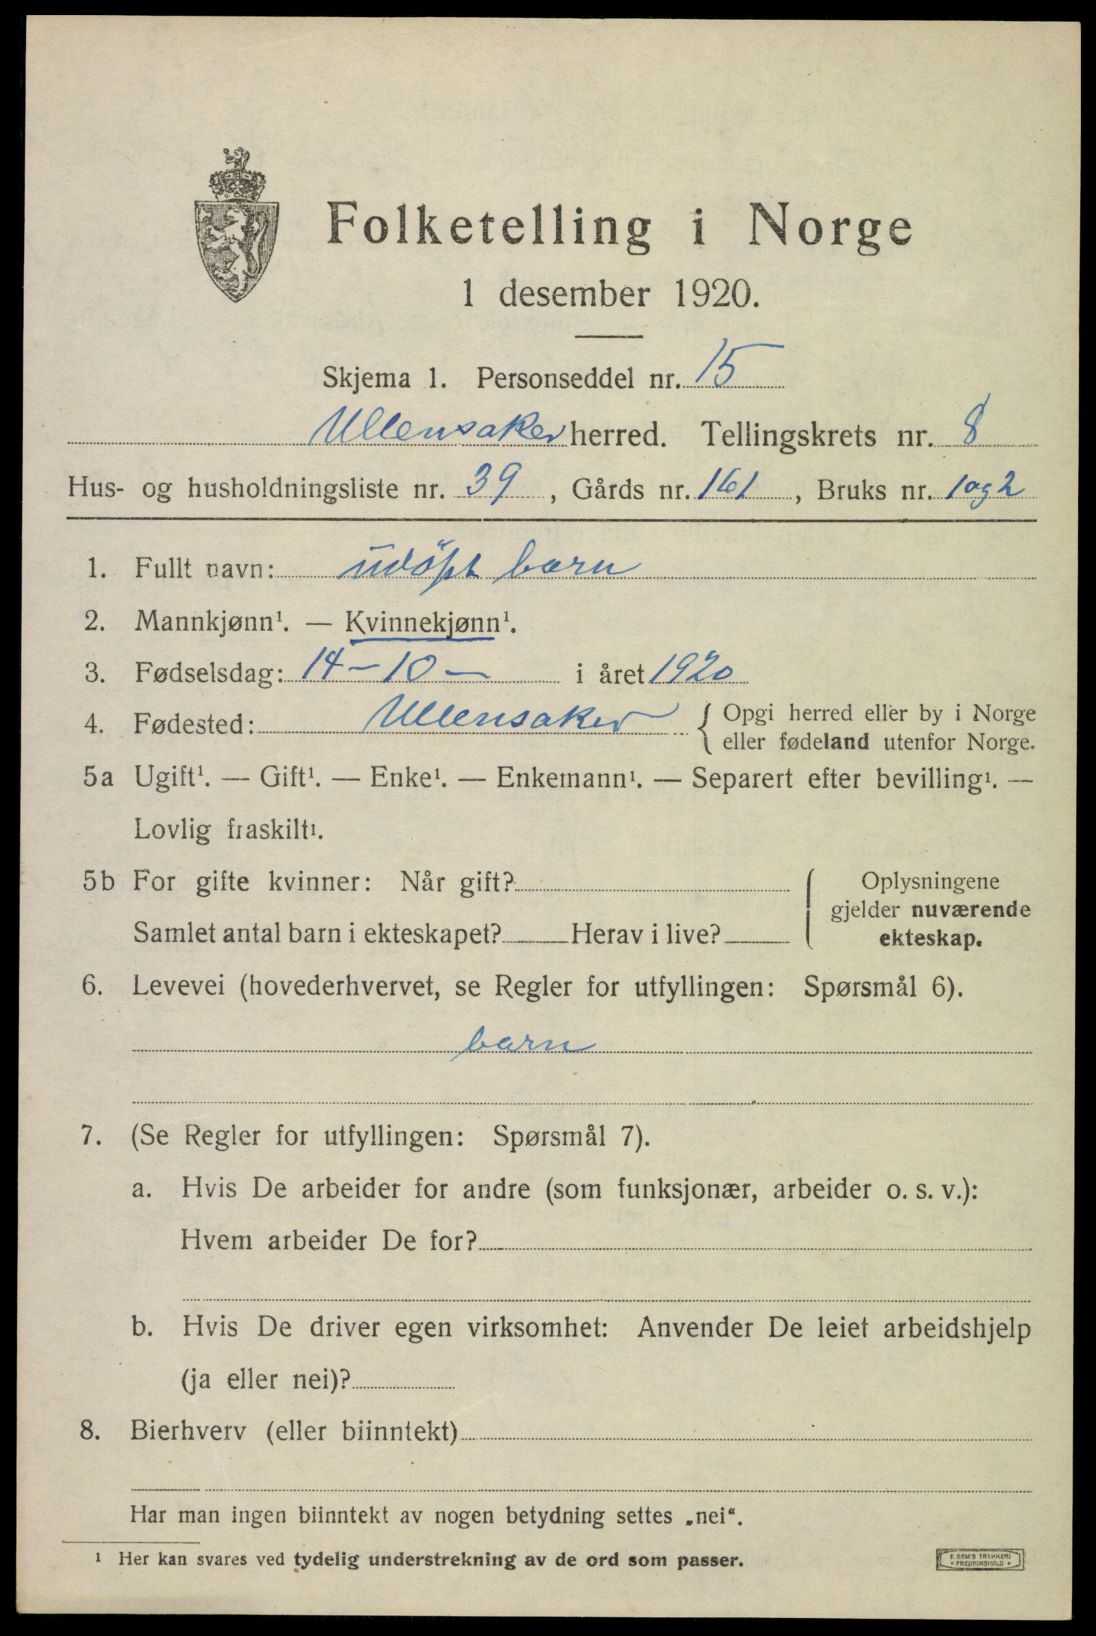 Folketelling i Norge
1 desember 1920.
Skjema 1. Personseddel nr. 15
Ullensaker herred. Tellingskrets nr. 8
Hus- og husholdningsliste nr. 39, Gårds nr. 161, Bruks nr. 1 og 2
1. Fullt navn: udöpt barn
2. Mannkjønn¹. — Kvinnekjønn¹.
3. Fødselsdag: 14 – 10 – i året 1920
4. Fødested: Ullensaker { Opgi herred eller by i Norge
eller fødeland utenfor Norge.
5a Ugift¹. — Gift¹. — Enke¹. — Enkemann¹. — Separert efter bevilling¹. —
Lovlig fraskilt¹.
5b For gifte kvinner: Når gift?
Samlet antal barn i ekteskapet? Herav i live?
Oplysningene
gjelder nuværende
ekteskap.
6. Levevei (hovederhvervet, se Regler for utfyllingen: Spørsmål 6).
barn
7. (Se Regler for utfyllingen: Spørsmål 7).
a. Hvis De arbeider for andre (som funksjonær, arbeider o. s. v.):
Hvem arbeider De for?
b. Hvis De driver egen virksomhet: Anvender De leiet arbeidshjelp
(ja eller nei)?
8. Bierhverv (eller biinntekt)
Har man ingen biinntekt av nogen betydning settes „nei“.
¹ Her kan svares ved tydelig understrekning av de ord som passer.
E SEM'S TRYKKERI
FREDRIKSHALD